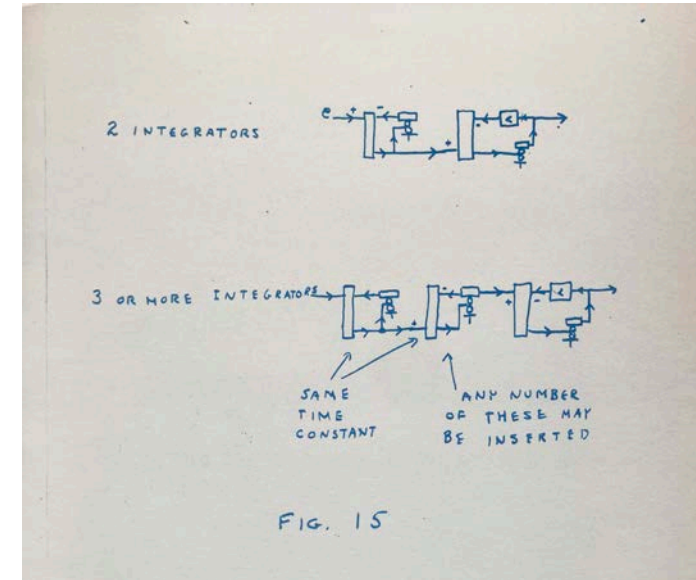 2 INTEGRATORS
e + - + -
3 OR MORE INTEGRATORS
+ - + -
SAME
TIME
CONSTANT
ANY NUMBER
OF THESE MAY
BE INSERTED
FIG. 15